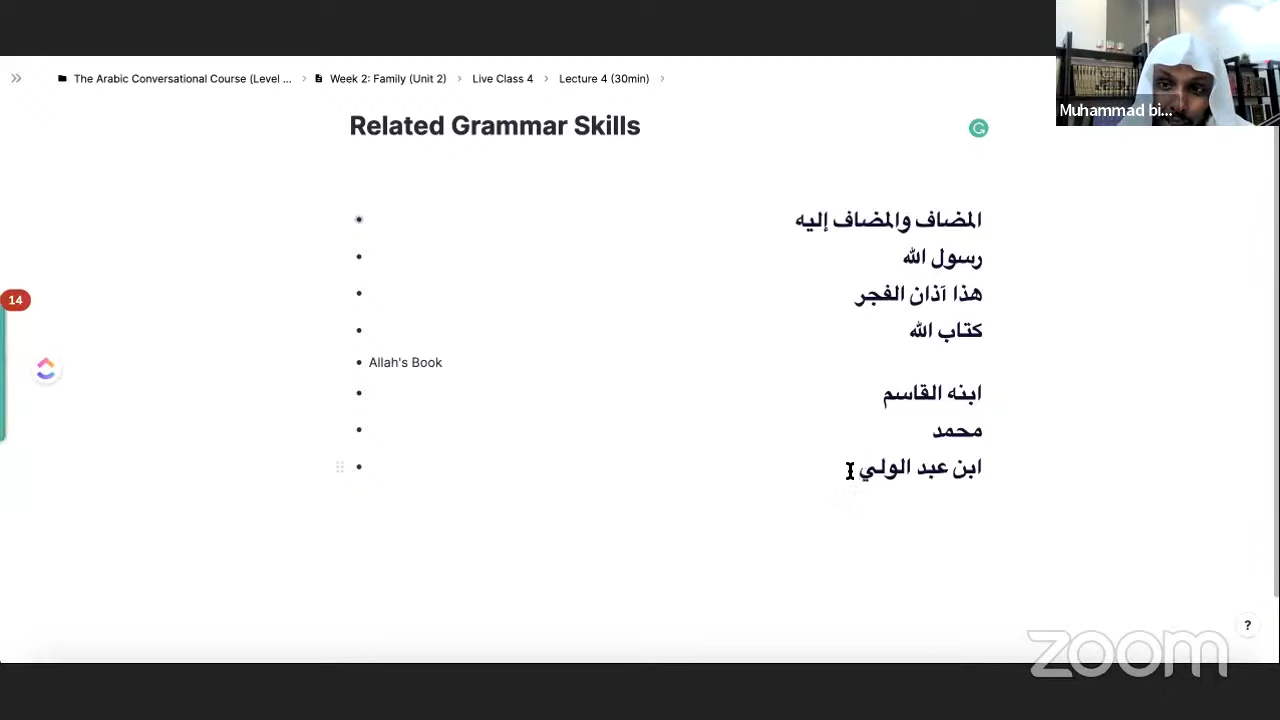 The Arabic Conversational Course (Level ...
Week 2: Family (Unit 2)
Live Class 4
Lecture 4 (30min)
Muhammad bi...
Related Grammar Skills
المضاف والمضاف إليه
رسول الله
هذا آذان الفجر
14
كتاب الله
Allah's Book
ابنه القاسم
محمد
ابن عبد الولي
?
zoom